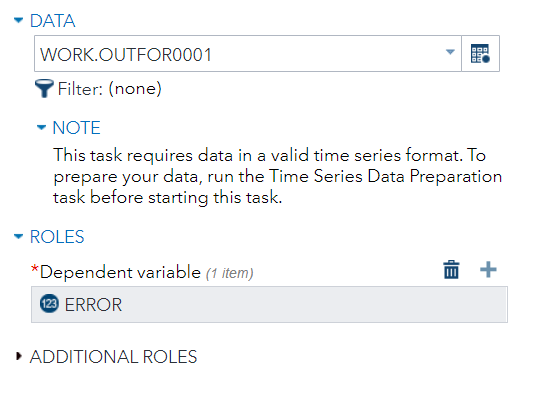 DATA
WORK.OUTFOR0001
Filter: (none)
NOTE
This task requires data in a valid time series format. To
prepare your data, run the Time Series Data Preparation
task before starting this task.
ROLES
*Dependent variable (1 item)
123 ERROR
ADDITIONAL ROLES